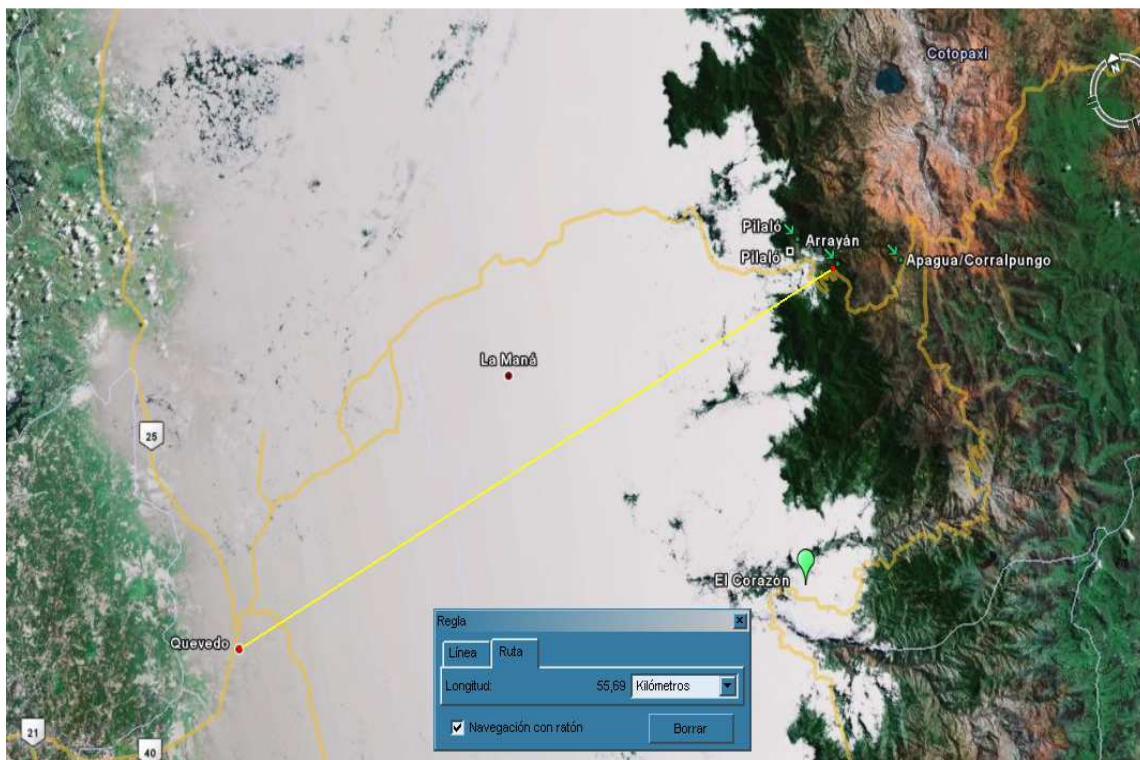 Cotopaxi
N
Pilaló
Arrayán
Pilaló
Apagua/Corralpungo
La Maná
25
El Corazón
Quevedo
Regla
Línea
Ruta
Longitud:
55,69
Kilómetros
Navegación con ratón
Borrar
21
40